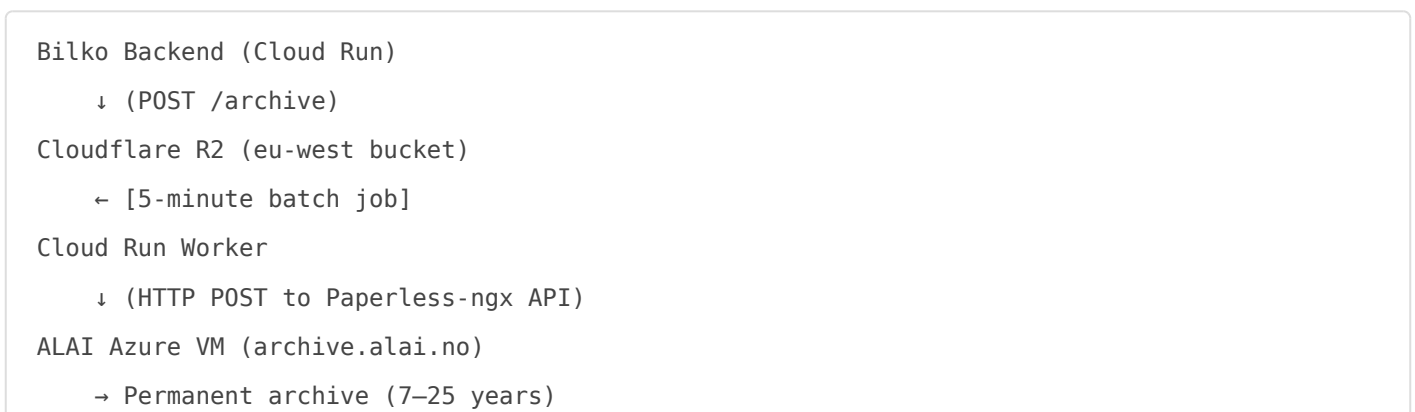 Bilko Backend (Cloud Run)
    ↓ (POST /archive)
Cloudflare R2 (eu-west bucket)
    ← [5-minute batch job]
Cloud Run Worker
    ↓ (HTTP POST to Paperless-ngx API)
ALAI Azure VM (archive.alai.no)
    → Permanent archive (7–25 years)